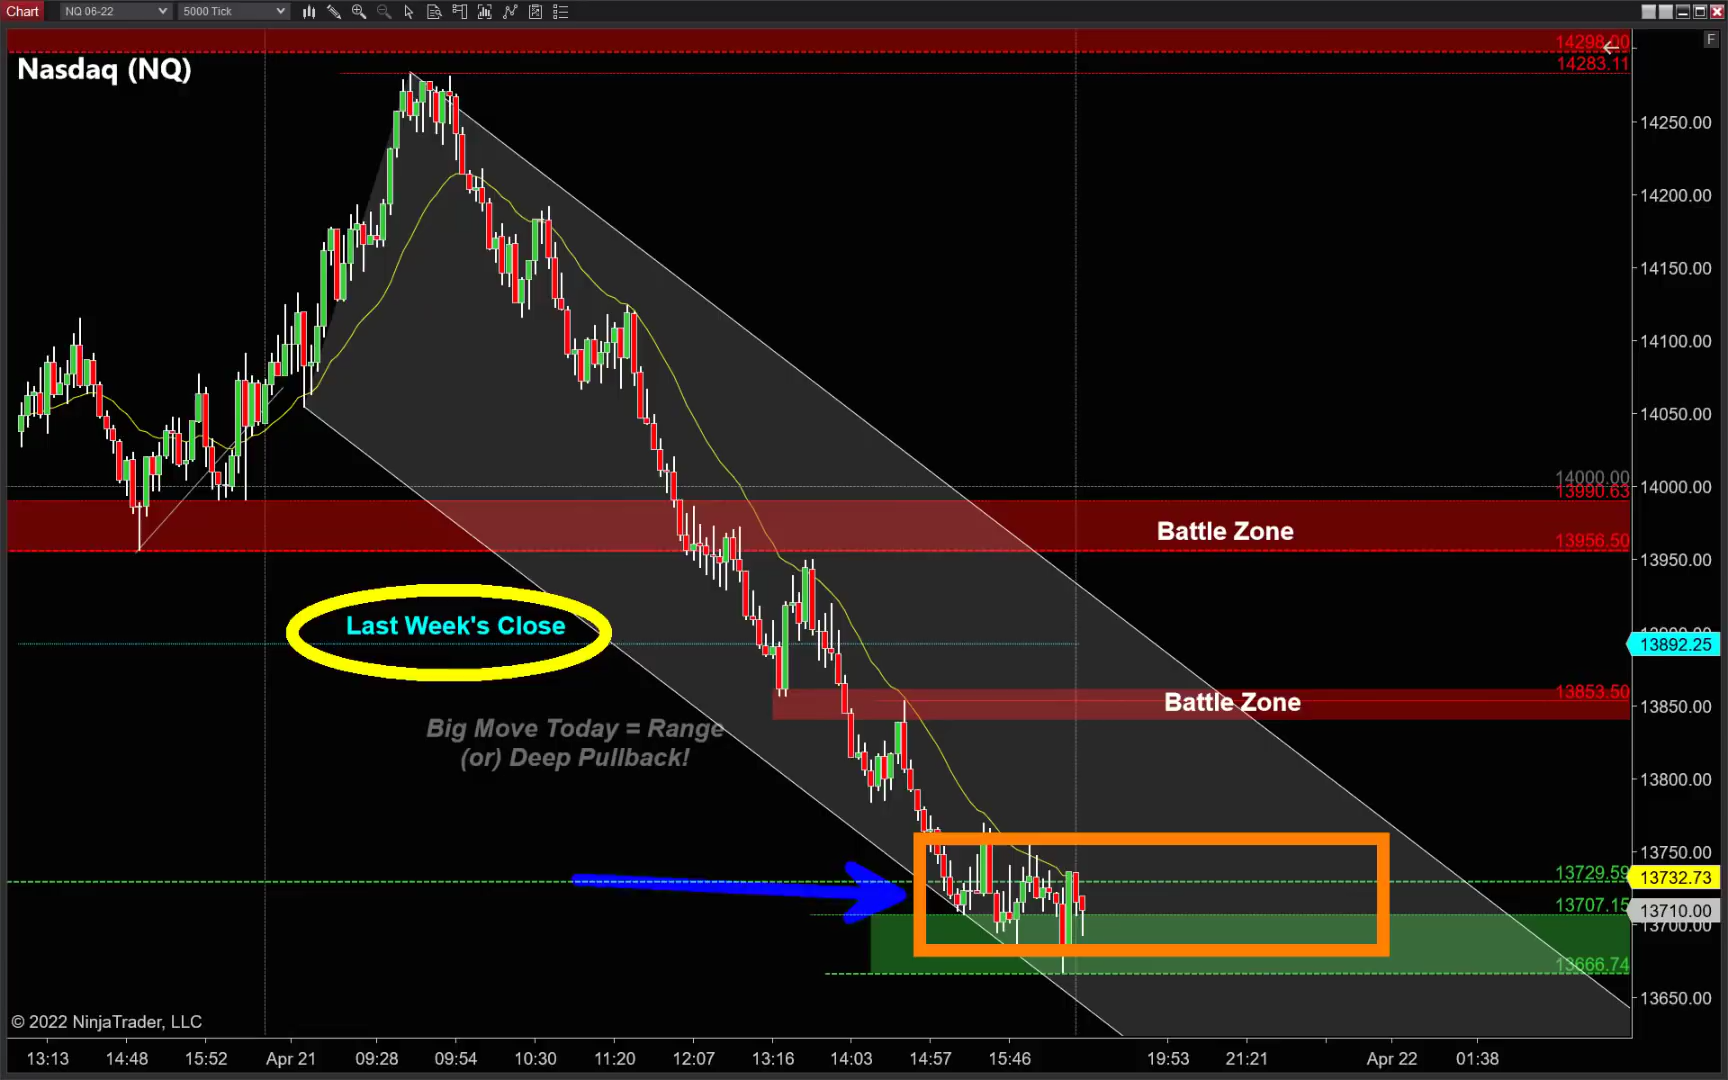 Chart NQ 06-22 5000 Tick
F
Nasdaq (NQ)
14298.00
14283.11
14250.00
14200.00
14150.00
14100.00
14050.00
14000.00
14000.00
13990.63
Battle Zone
13956.50
13950.00
Last Week's Close
13892.25
13853.50
Battle Zone
13850.00
Big Move Today = Range
(or) Deep Pullback!
13800.00
13750.00
13729.59
13732.73
13707.15
13710.00
13700.00
13666.74
13650.00
© 2022 NinjaTrader, LLC
13:13 14:48 15:52 Apr 21 09:28 09:54 10:30 11:20 12:07 13:16 14:03 14:57 15:46 19:53 21:21 Apr 22 01:38